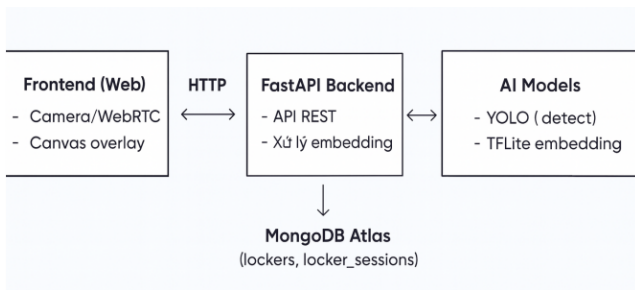 Frontend (Web)
- Camera/WebRTC
- Canvas overlay
HTTP
FastAPI Backend
- API REST
- Xử lý embedding
AI Models
- YOLO ( detect)
- TFLite embedding
MongoDB Atlas
(lockers, locker_sessions)